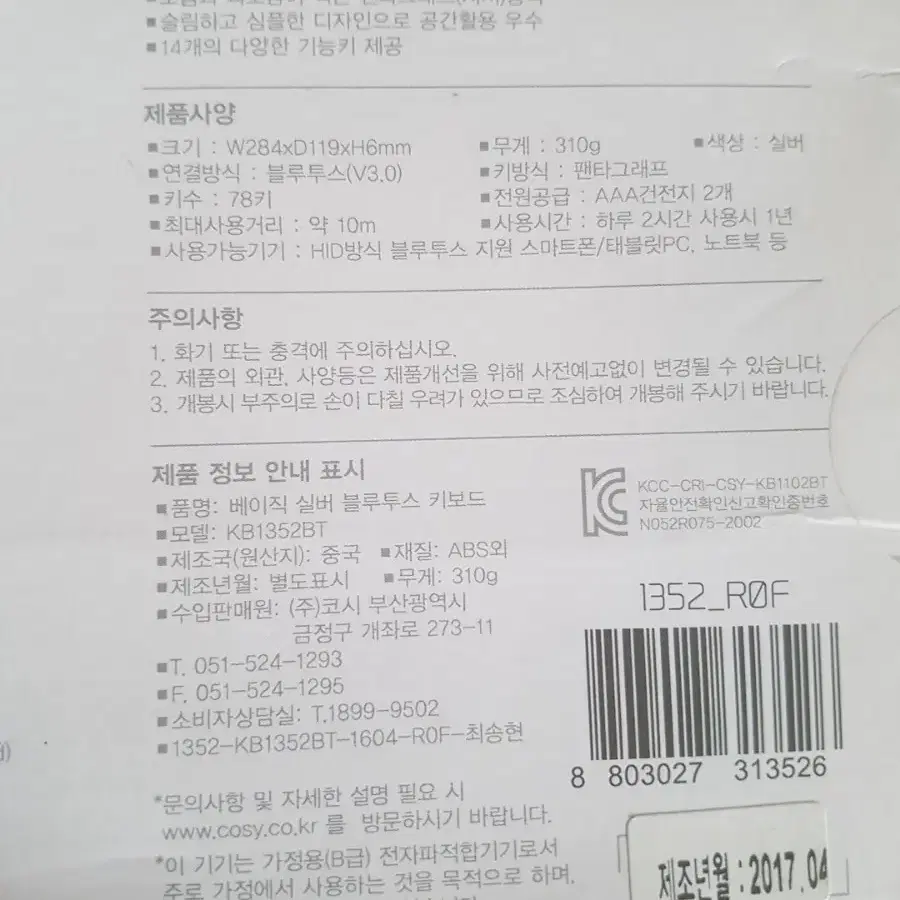 ■ 슬림하고 심플한 디자인으로 공간활용 우수
■ 14개의 다양한 기능키 제공
제품사양
■ 크기 : W284xD119xH6mm ■ 무게 : 310g ■ 색상 : 실버
■ 연결방식 : 블루투스(V3.0) ■ 키방식 : 팬타그래프
■ 키수 : 78키 ■ 전원공급 : AAA건전지 2개
■ 최대사용거리 : 약 10m ■ 사용시간 : 하루 2시간 사용시 1년
■ 사용가능기기 : HID방식 블루투스 지원 스마트폰/태블릿PC, 노트북 등
주의사항
1. 화기 또는 충격에 주의하십시오.
2. 제품의 외관, 사양등은 제품개선을 위해 사전예고없이 변경될 수 있습니다.
3. 개봉시 부주의로 손이 다칠 우려가 있으므로 조심하여 개봉해 주시기 바랍니다.
제품 정보 안내 표시
■ 품명: 베이직 실버 블루투스 키보드
■ 모델: KB1352BT
■ 제조국(원산지): 중국 ■ 재질: ABS외
■ 제조년월: 별도표시 ■ 무게: 310g
■ 수입판매원: (주)코시 부산광역시
금정구 개좌로 273-11
■ T. 051-524-1293
■ F. 051-524-1295
■ 소비자상담실: T.1899-9502
■ 1352-KB1352BT-1604-R0F-최송현
*문의사항 및 자세한 설명 필요 시
www.cosy.co.kr 를 방문하시기 바랍니다.
*이 기기는 가정용(B급) 전자파적합기기로서
주로 가정에서 사용하는 것을 목적으로 하며,
KCC-CRI-CSY-KB1102BT
자율안전확인신고확인증번호
N052R075-2002
1352_R0F
8 803027 313526
제조년월 : 2017.04